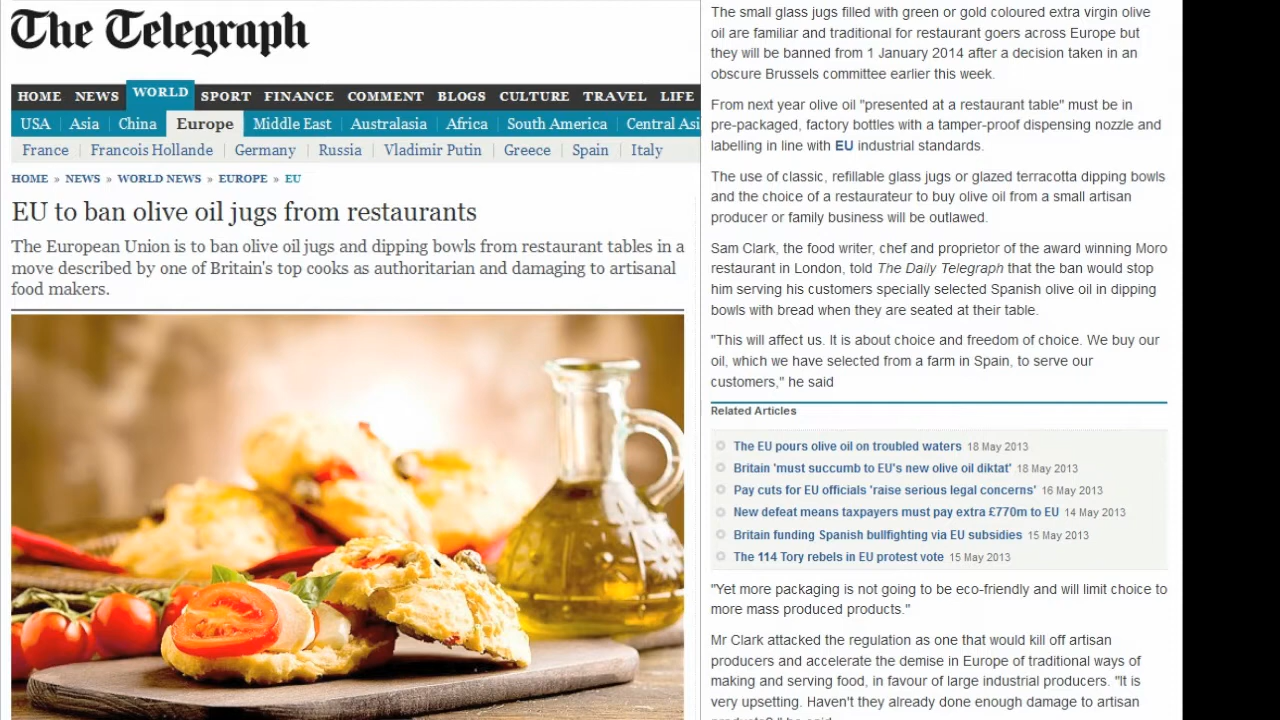 The Telegraph
HOME NEWS WORLD SPORT FINANCE COMMENT BLOGS CULTURE TRAVEL LIFE
USA Asia China Europe Middle East Australasia Africa South America Central Asi
France Francois Hollande Germany Russia Vladimir Putin Greece Spain Italy
HOME » NEWS » WORLD NEWS » EUROPE » EU
EU to ban olive oil jugs from restaurants
The European Union is to ban olive oil jugs and dipping bowls from restaurant tables in a
move described by one of Britain's top cooks as authoritarian and damaging to artisanal
food makers.
The small glass jugs filled with green or gold coloured extra virgin olive
oil are familiar and traditional for restaurant goers across Europe but
they will be banned from 1 January 2014 after a decision taken in an
obscure Brussels committee earlier this week.
From next year olive oil "presented at a restaurant table" must be in
pre-packaged, factory bottles with a tamper-proof dispensing nozzle and
labelling in line with EU industrial standards.
The use of classic, refillable glass jugs or glazed terracotta dipping bowls
and the choice of a restaurateur to buy olive oil from a small artisan
producer or family business will be outlawed.
Sam Clark, the food writer, chef and proprietor of the award winning Moro
restaurant in London, told The Daily Telegraph that the ban would stop
him serving his customers specially selected Spanish olive oil in dipping
bowls with bread when they are seated at their table.
"This will affect us. It is about choice and freedom of choice. We buy our
oil, which we have selected from a farm in Spain, to serve our
customers," he said
Related Articles
The EU pours olive oil on troubled waters 18 May 2013
Britain 'must succumb to EU's new olive oil diktat' 18 May 2013
Pay cuts for EU officials 'raise serious legal concerns' 16 May 2013
New defeat means taxpayers must pay extra £770m to EU 14 May 2013
Britain funding Spanish bullfighting via EU subsidies 15 May 2013
The 114 Tory rebels in EU protest vote 15 May 2013
"Yet more packaging is not going to be eco-friendly and will limit choice to
more mass produced products."
Mr Clark attacked the regulation as one that would kill off artisan
producers and accelerate the demise in Europe of traditional ways of
making and serving food, in favour of large industrial producers. "It is
very upsetting. Haven't they already done enough damage to artisan